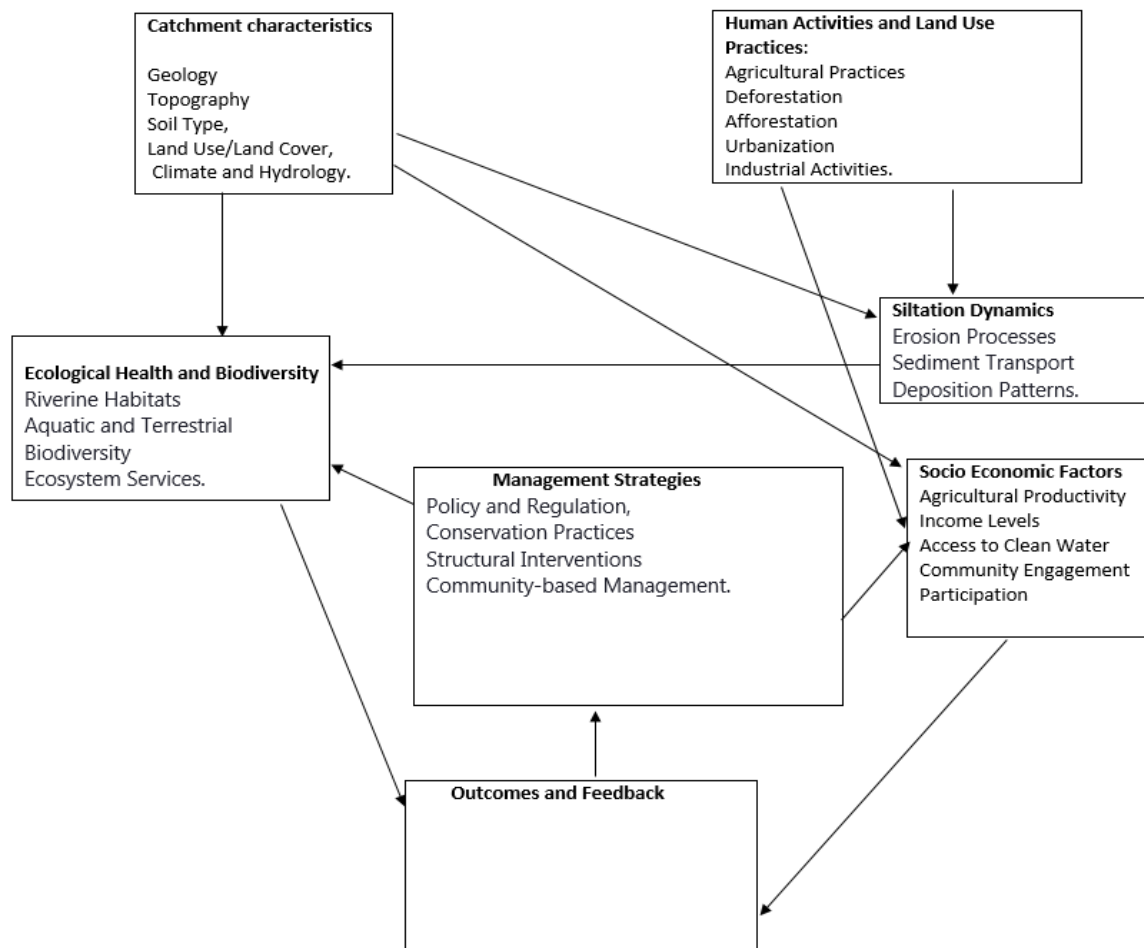 Catchment characteristics
Geology
Topography
Soil Type,
Land Use/Land Cover,
Climate and Hydrology.
Human Activities and Land Use
Practices:
Agricultural Practices
Deforestation
Afforestation
Urbanization
Industrial Activities.
Siltation Dynamics
Erosion Processes
Sediment Transport
Deposition Patterns.
Ecological Health and Biodiversity
Riverine Habitats
Aquatic and Terrestrial
Biodiversity
Ecosystem Services.
Management Strategies
Policy and Regulation,
Conservation Practices
Structural Interventions
Community-based Management.
Socio Economic Factors
Agricultural Productivity
Income Levels
Access to Clean Water
Community Engagement
Participation
Outcomes and Feedback